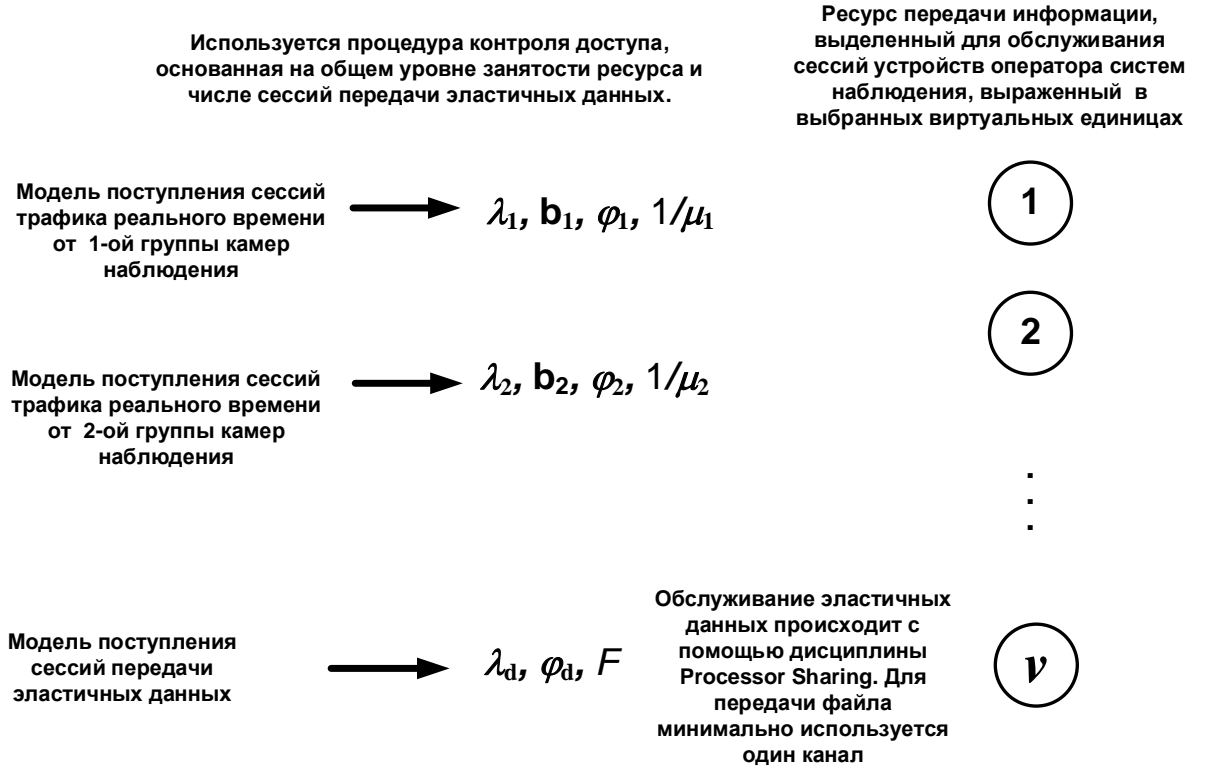 Используется процедура контроля доступа,
основанная на общем уровне занятости ресурса и
числе сессий передачи эластичных данных.
Ресурс передачи информации,
выделенный для обслуживания
сессий устройств оператора систем
наблюдения, выраженный в
выбранных виртуальных единицах
Модель поступления сессий
трафика реального времени
от 1-ой группы камер
наблюдения
λ₁, b₁, φ₁, 1/μ₁
1
Модель поступления сессий
трафика реального времени
от 2-ой группы камер
наблюдения
λ₂, b₂, φ₂, 1/μ₂
2
.
.
.
Модель поступления
сессий передачи
эластичных данных
λd, φd, F
Обслуживание эластичных
данных происходит с
помощью дисциплины
Processor Sharing. Для
передачи файла
минимально используется
один канал
v